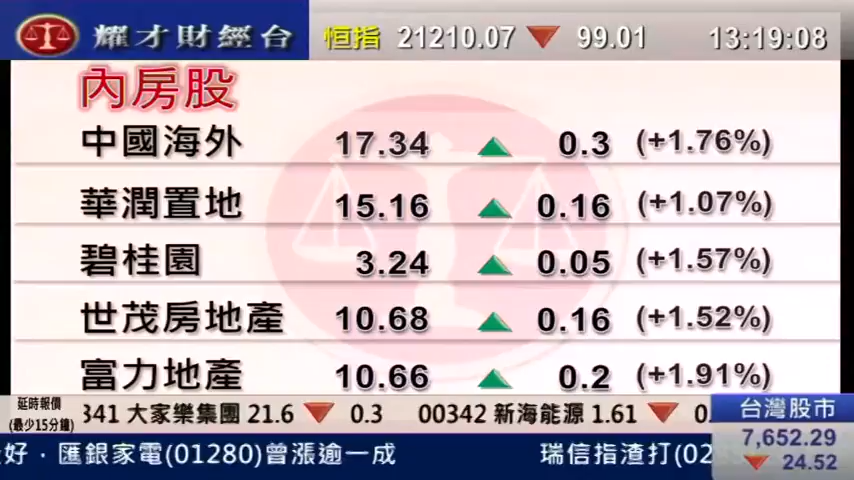 耀才財經台 恒指 21210.07 ▼ 99.01 13:19:08
內房股
中國海外 17.34 ▲ 0.3 (+1.76%)
華潤置地 15.16 ▲ 0.16 (+1.07%)
碧桂園 3.24 ▲ 0.05 (+1.57%)
世茂房地產 10.68 ▲ 0.16 (+1.52%)
富力地產 10.66 ▲ 0.2 (+1.91%)
延時報價
(最少15分鐘)
341 大家樂集團 21.6 ▼ 0.3 00342 新海能源 1.61 ▼ 0.
台灣股市
7,652.29
▼ 24.52
好．匯銀家電(01280)曾漲逾一成 瑞信指渣打(02